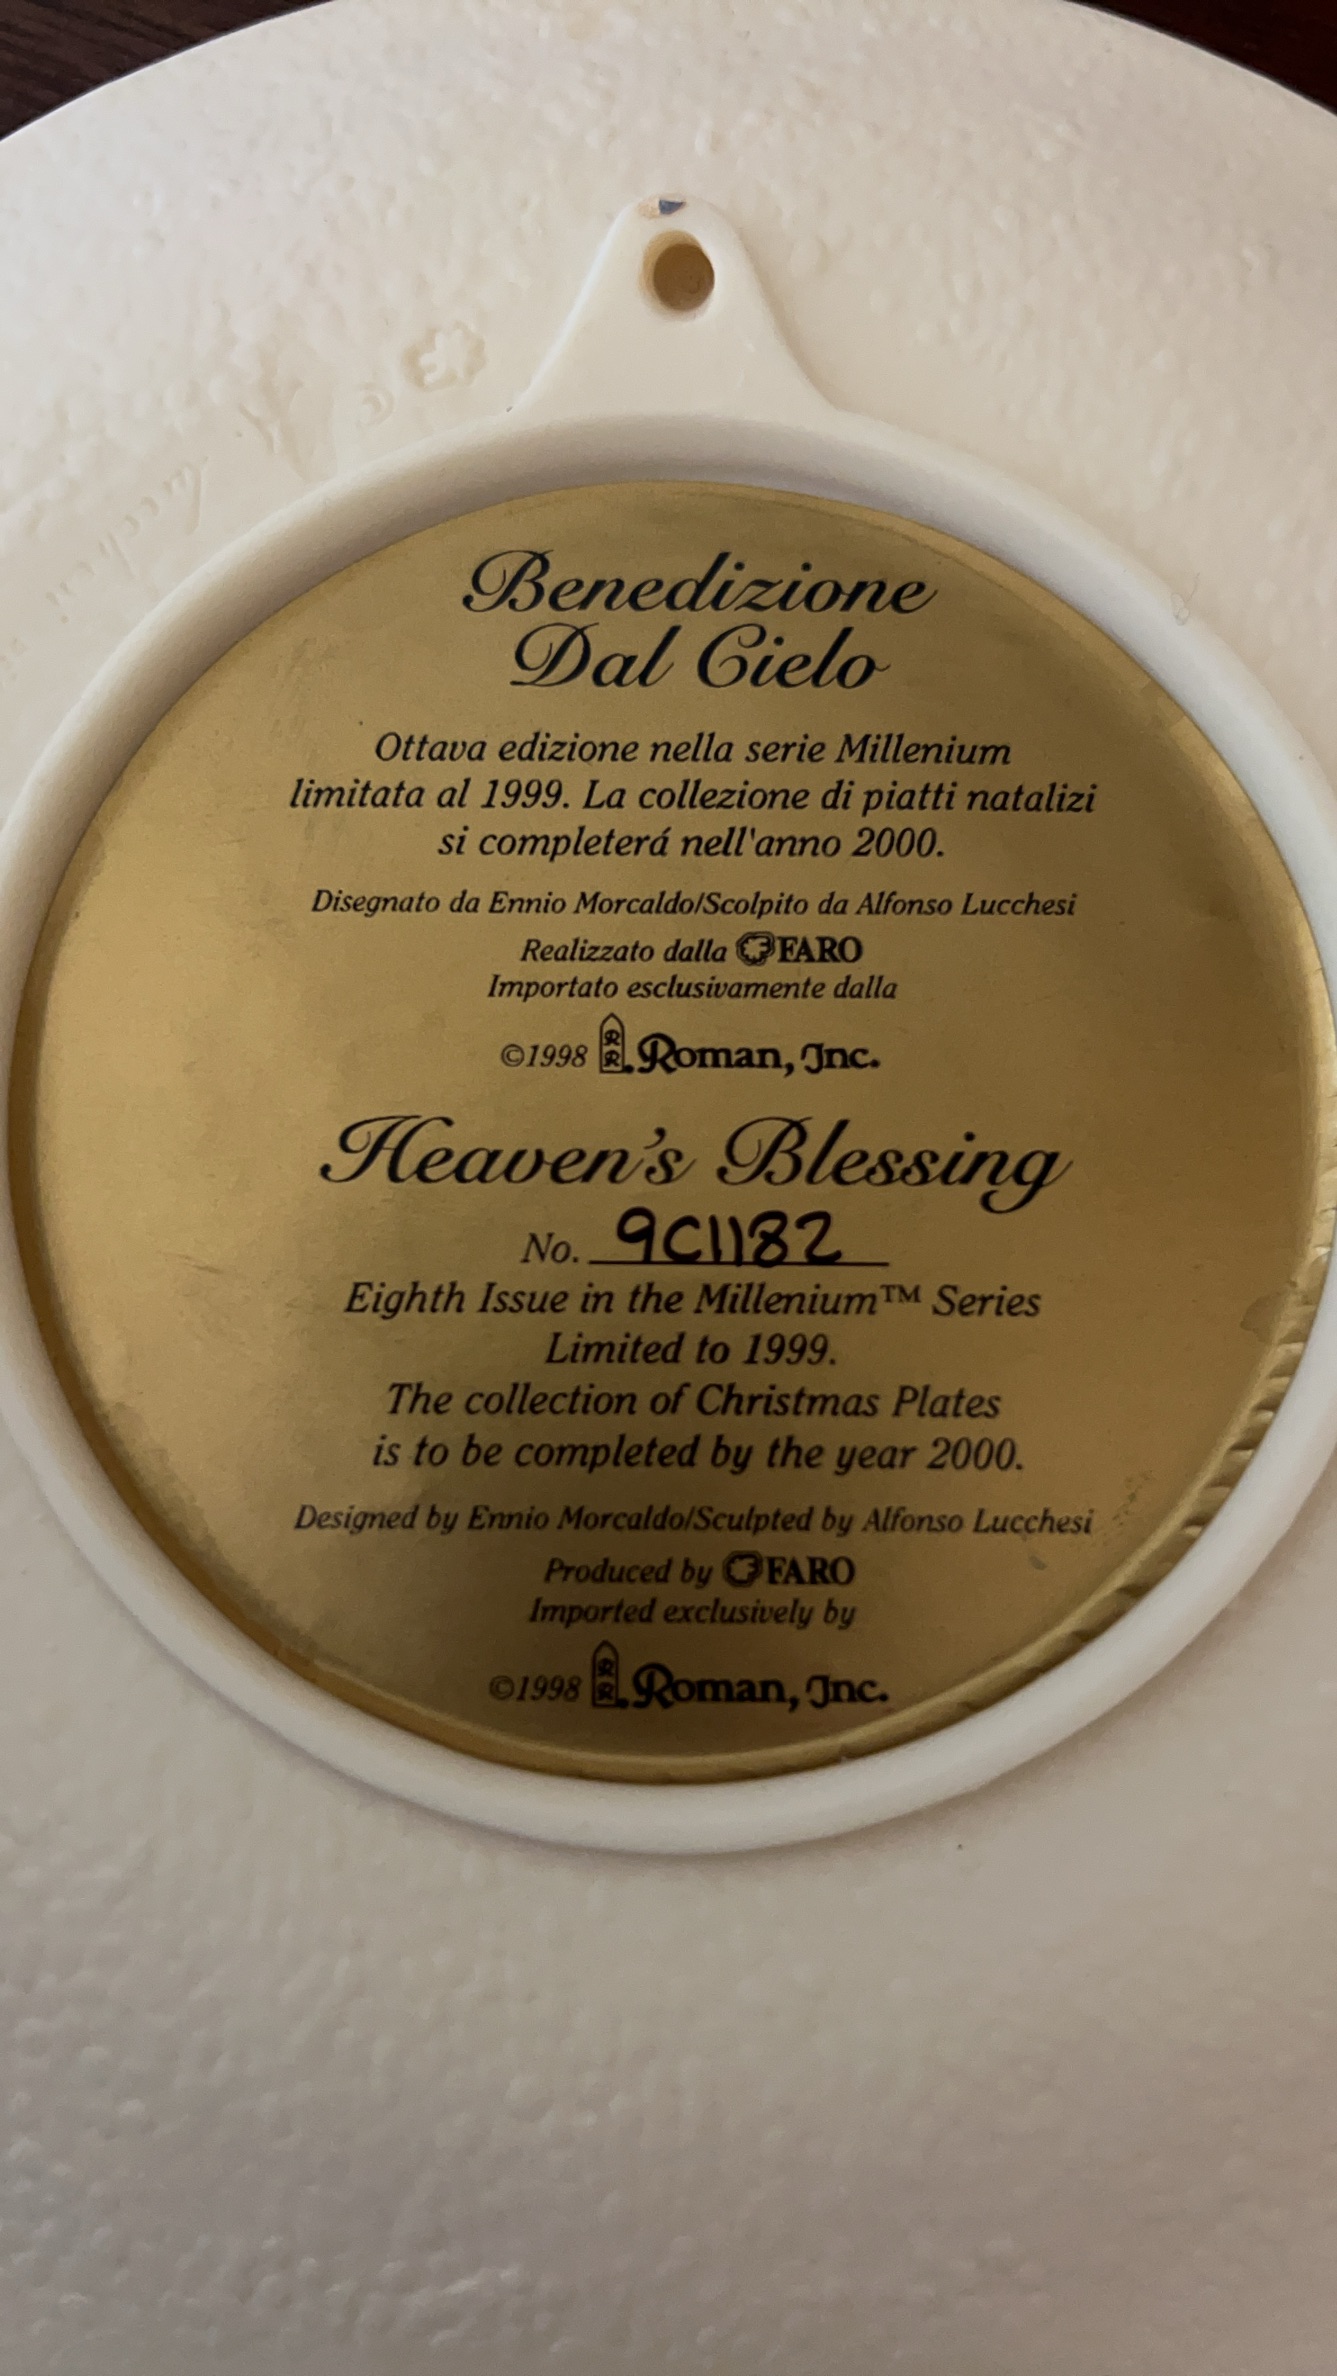 Benedizione
Dal Cielo
Ottava edizione nella serie Millenium
limitata al 1999. La collezione di piatti natalizi
si completerá nell'anno 2000.
Disegnato da Ennio Morcaldo/Scolpito da Alfonso Lucchesi
Realizzato dalla FARO
Importato esclusivamente dalla
©1998 Roman, Inc.
Heaven's Blessing
No. 9C1182
Eighth Issue in the Millenium™ Series
Limited to 1999.
The collection of Christmas Plates
is to be completed by the year 2000.
Designed by Ennio Morcaldo/Sculpted by Alfonso Lucchesi
Produced by FARO
Imported exclusively by
©1998 Roman, Inc.